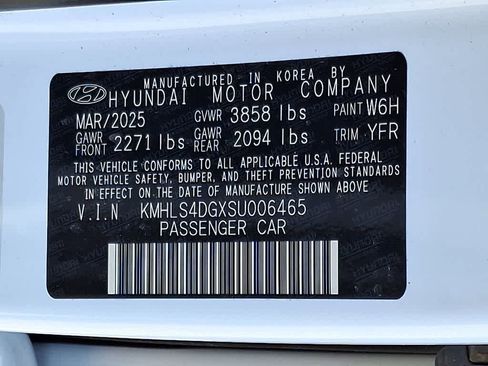 MANUFACTURED IN KOREA BY
HYUNDAI MOTOR COMPANY
MAR/2025 GVWR 3858 lbs PAINT W6H
GAWR FRONT 2271 lbs GAWR REAR 2094 lbs TRIM YFR
THIS VEHICLE CONFORMS TO ALL APPLICABLE U.S.A. FEDERAL
MOTOR VEHICLE SAFETY, BUMPER, AND THEFT PREVENTION STANDARDS
IN EFFECT ON THE DATE OF MANUFACTURE SHOWN ABOVE
V.I.N KMHLS4DGXSU006465
PASSENGER CAR